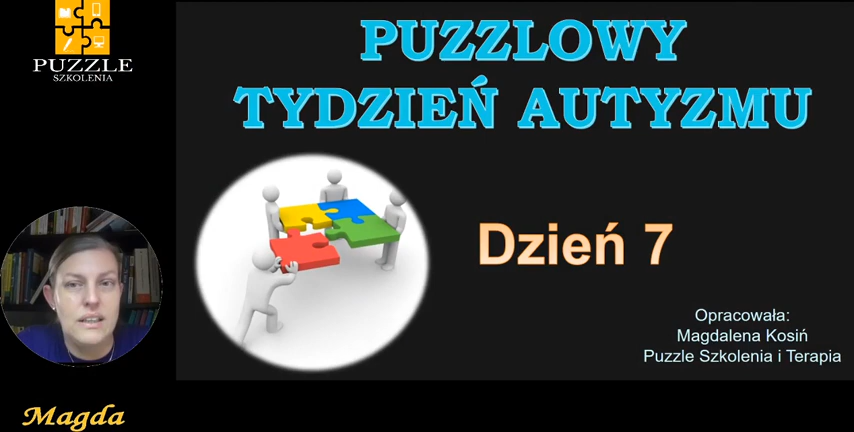 PUZZLE
SZKOLENIA
PUZZLOWY
TYDZIEŃ AUTYZMU
Dzień 7
Opracowała:
Magdalena Kosiń
Puzzle Szkolenia i Terapia
Magda